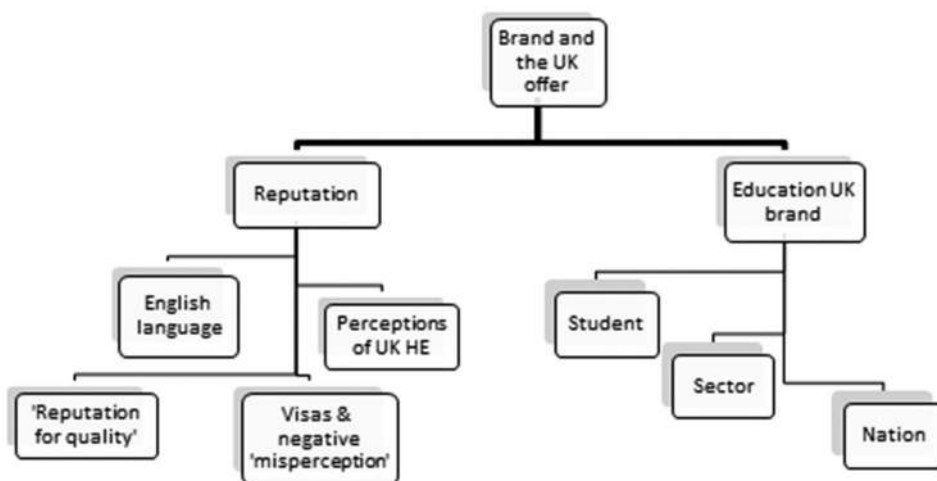 Brand and
the UK
offer
Reputation
Education UK
brand
English
language
Perceptions
of UK HE
'Reputation
for quality'
Visas &
negative
'misperception'
Student
Sector
Nation